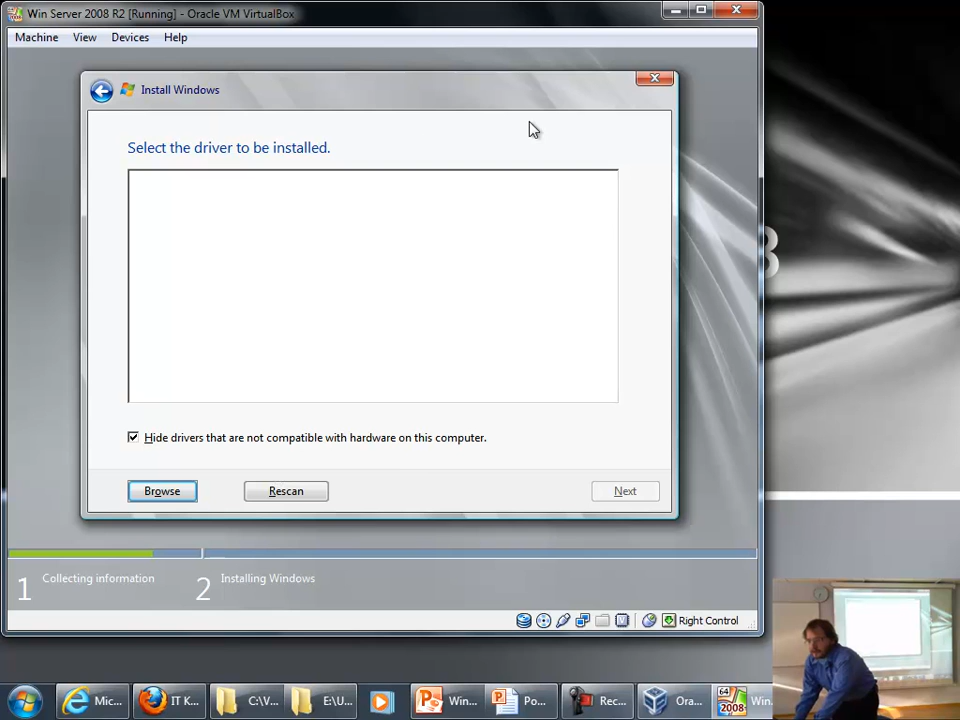 Win Server 2008 R2 [Running] - Oracle VM VirtualBox
Machine View Devices Help
Install Windows
Select the driver to be installed.
Hide drivers that are not compatible with hardware on this computer.
Browse Rescan Next
1 Collecting information 2 Installing Windows
Right Control
Mic... IT K... C:\V... E:\U... Win... Po... Rec... Ora... 64 2008 Win